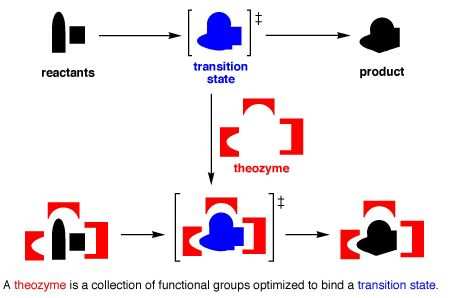 ‡
reactants
transition
state
product
theozyme
‡
A theozyme is a collection of functional groups optimized to bind a transition state.